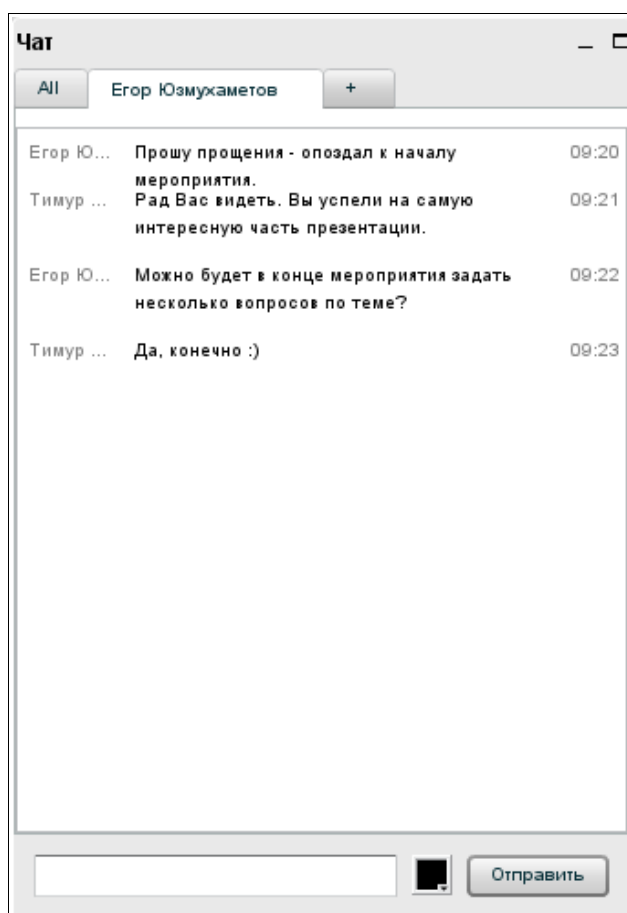 Чат
All Егор Юзмухаметов +
Егор Ю... Прошу прощения - опоздал к началу 09:20
мероприятия.
Тимур ... Рад Вас видеть. Вы успели на самую 09:21
интересную часть презентации.
Егор Ю... Можно будет в конце мероприятия задать 09:22
несколько вопросов по теме?
Тимур ... Да, конечно :) 09:23
Отправить